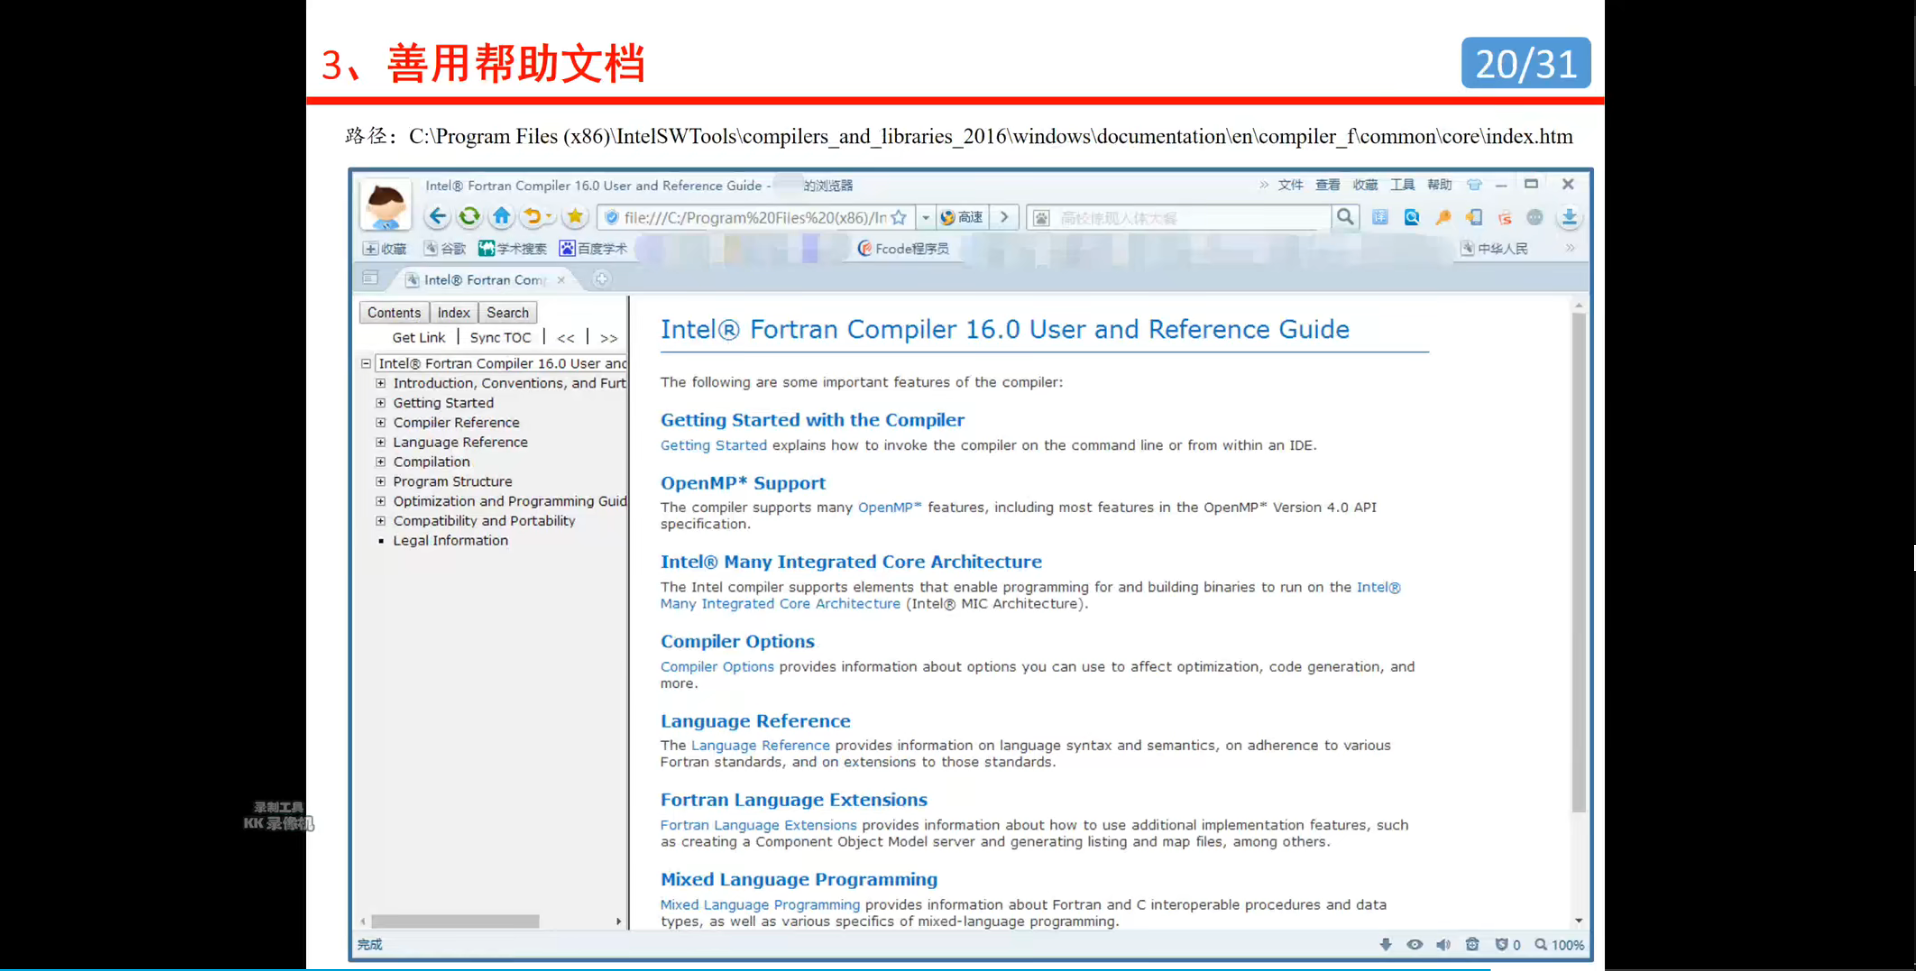 3、善用帮助文档
20/31
路径：C:\Program Files (x86)\IntelSWTools\compilers_and_libraries_2016\windows\documentation\en\compiler_f\common\core\index.htm
Intel® Fortran Compiler 16.0 User and Reference Guide - 的浏览器
» 文件 查看 收藏 工具 帮助
file:///C:/Program%20Files%20(x86)/In
高速
收藏 谷歌 学术搜索 百度学术 Fcode程序员 中华人民 »
Intel® Fortran Com
Contents Index Search
Get Link | Sync TOC | << | >>
Intel® Fortran Compiler 16.0 User and
Introduction, Conventions, and Furt
Getting Started
Compiler Reference
Language Reference
Compilation
Program Structure
Optimization and Programming Guid
Compatibility and Portability
Legal Information
Intel® Fortran Compiler 16.0 User and Reference Guide
The following are some important features of the compiler:
Getting Started with the Compiler
Getting Started explains how to invoke the compiler on the command line or from within an IDE.
OpenMP* Support
The compiler supports many OpenMP* features, including most features in the OpenMP* Version 4.0 API
specification.
Intel® Many Integrated Core Architecture
The Intel compiler supports elements that enable programming for and building binaries to run on the Intel®
Many Integrated Core Architecture (Intel® MIC Architecture).
Compiler Options
Compiler Options provides information about options you can use to affect optimization, code generation, and
more.
Language Reference
The Language Reference provides information on language syntax and semantics, on adherence to various
Fortran standards, and on extensions to those standards.
Fortran Language Extensions
Fortran Language Extensions provides information about how to use additional implementation features, such
as creating a Component Object Model server and generating listing and map files, among others.
Mixed Language Programming
Mixed Language Programming provides information about Fortran and C interoperable procedures and data
types, as well as various specifics of mixed-language programming.
完成
0 100%
录制工具
KK 录像机